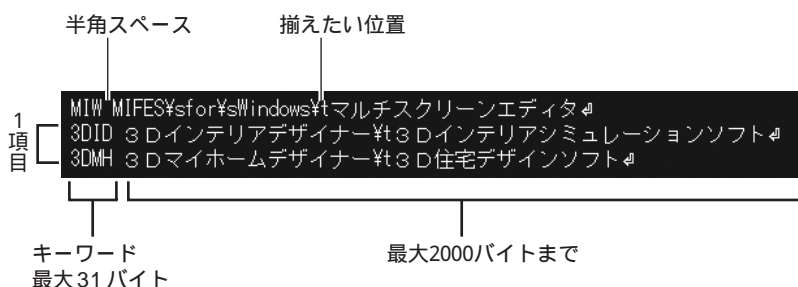 半角スペース
揃えたい位置
MIW MIFES¥sfor¥sWindows¥tマルチスクリーンエディタ⏎
1項目
3DID 3Dインテリアデザイナー¥t3Dインテリアシミュレーションソフト⏎
3DMH 3Dマイホームデザイナー¥t3D住宅デザインソフト⏎
キーワード
最大31バイト
最大2000バイトまで